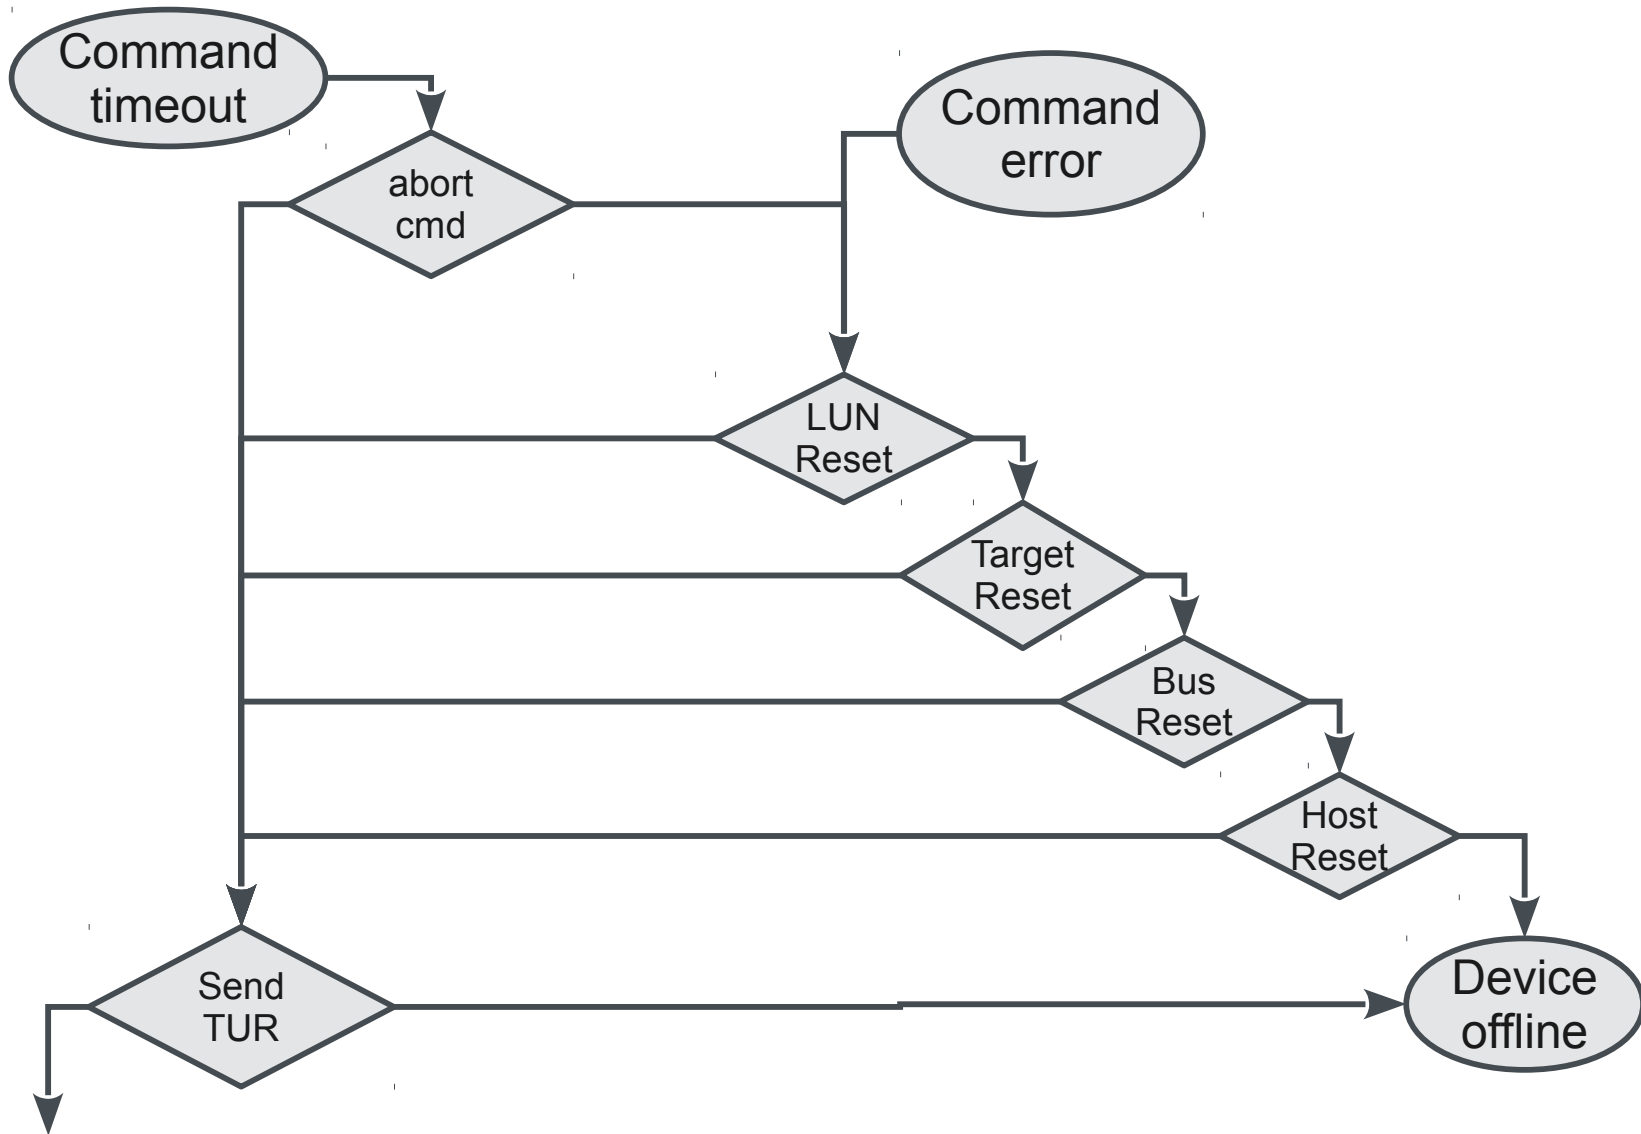 Command
timeout
Command
error
abort
cmd
LUN
Reset
Target
Reset
Bus
Reset
Host
Reset
Send
TUR
Device
offline